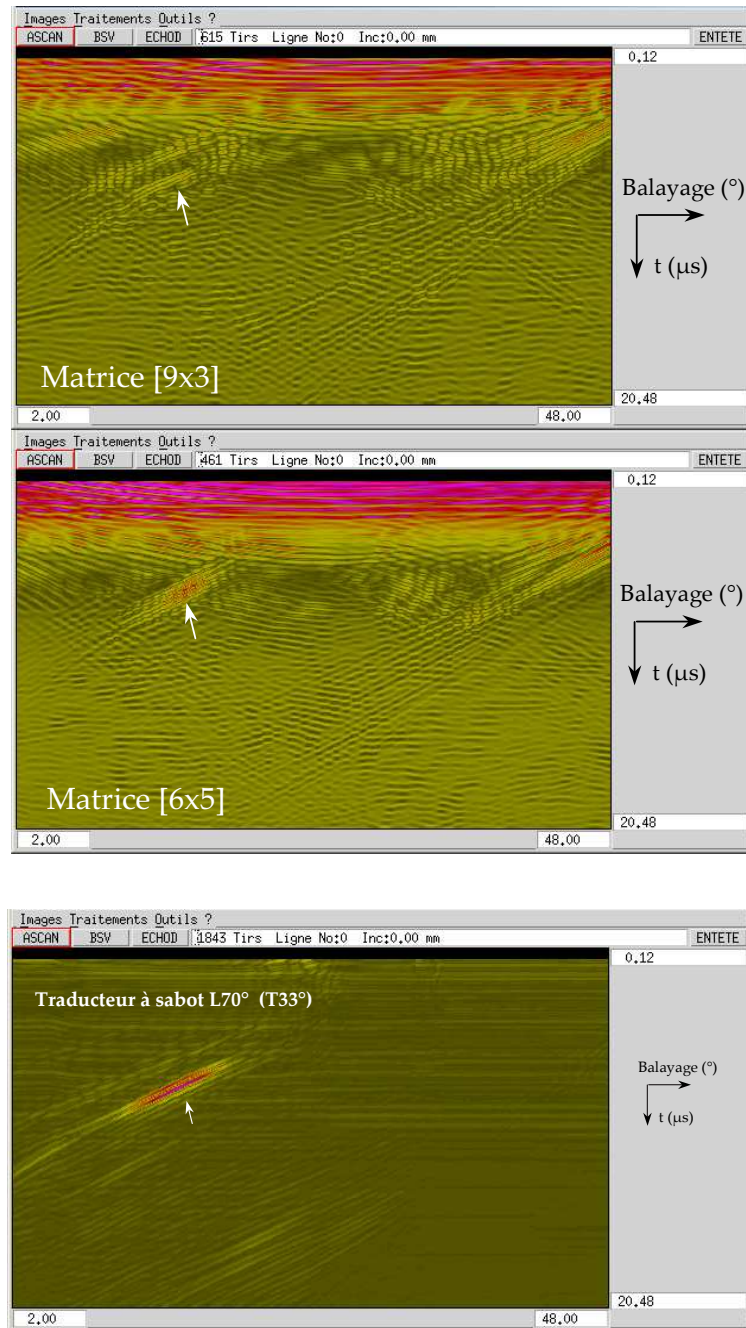 Images Traitements Outils ?
ASCAN BSV ECHOD 615 Tirs Ligne No:0 Inc:0.00 mm ENTETE
0.12
Balayage (°)
t (µs)
Matrice [9x3]
20.48
2.00 48.00
Images Traitements Outils ?
ASCAN BSV ECHOD 461 Tirs Ligne No:0 Inc:0.00 mm ENTETE
0.12
Balayage (°)
t (µs)
Matrice [6x5]
20.48
2.00 48.00
Images Traitements Outils ?
ASCAN BSV ECHOD 1843 Tirs Ligne No:0 Inc:0.00 mm ENTETE
0.12
Traducteur à sabot L70° (T33°)
Balayage (°)
t (µs)
20.48
2.00 48.00